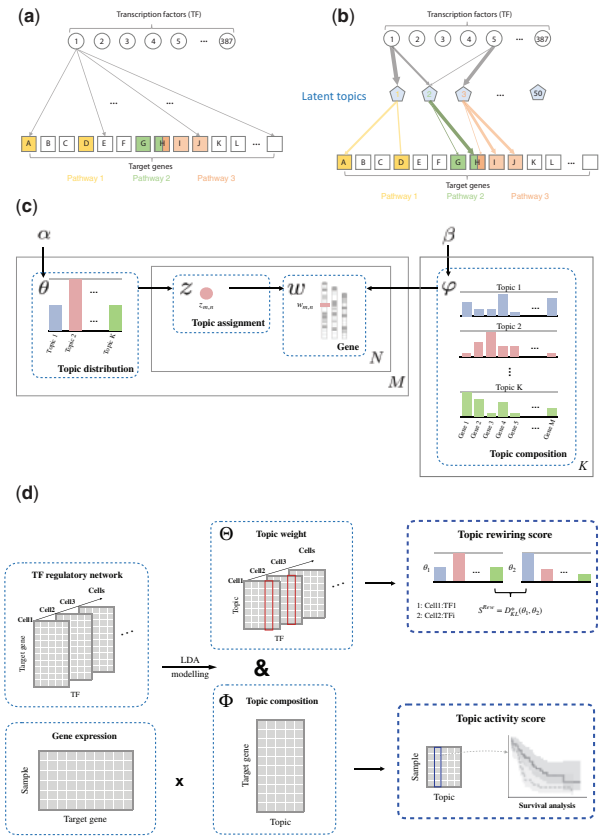 (a)
Transcription factors (TF)
1 2 3 4 5 ... 387
... ...
A B C D E F G H I J K L ...
Target genes
Pathway 1 Pathway 2 Pathway 3
(b)
Transcription factors (TF)
1 2 3 4 5 ... 387
Latent topics 1 2 3 ... 50
A B C D E F G H I J K L ...
Target genes
Pathway 1 Pathway 2 Pathway 3
(c)
α
θ
...
...
Topic 1 Topic 2 Topic K
Topic distribution
z
z_{m,n}
Topic assignment
w
w_{m,n}
Gene
N
M
β
φ
Topic 1
...
...
Topic 2
...
...
⋮
Topic K
...
Gene 1 Gene 2 Gene 3 Gene 4 Gene 5 ... Gene M
Topic composition
K
(d)
TF regulatory network
Cell1 Cell2 Cell3 Cells
Target gene
...
TF
Gene expression
Sample
Target gene
LDA
modelling
x
Θ
Topic weight
Cell1 Cell2 Cell3 Cells
Topic
...
TF
&
Φ
Topic composition
Target gene
Topic
Topic rewiring score
θ₁ ... θ₂ ...
1: Cell1:TF1
2: Cell2:TFi
S^{Rew} = D^{*}_{KL}(θ₁, θ₂)
Topic activity score
Sample
Topic
Survival analysis